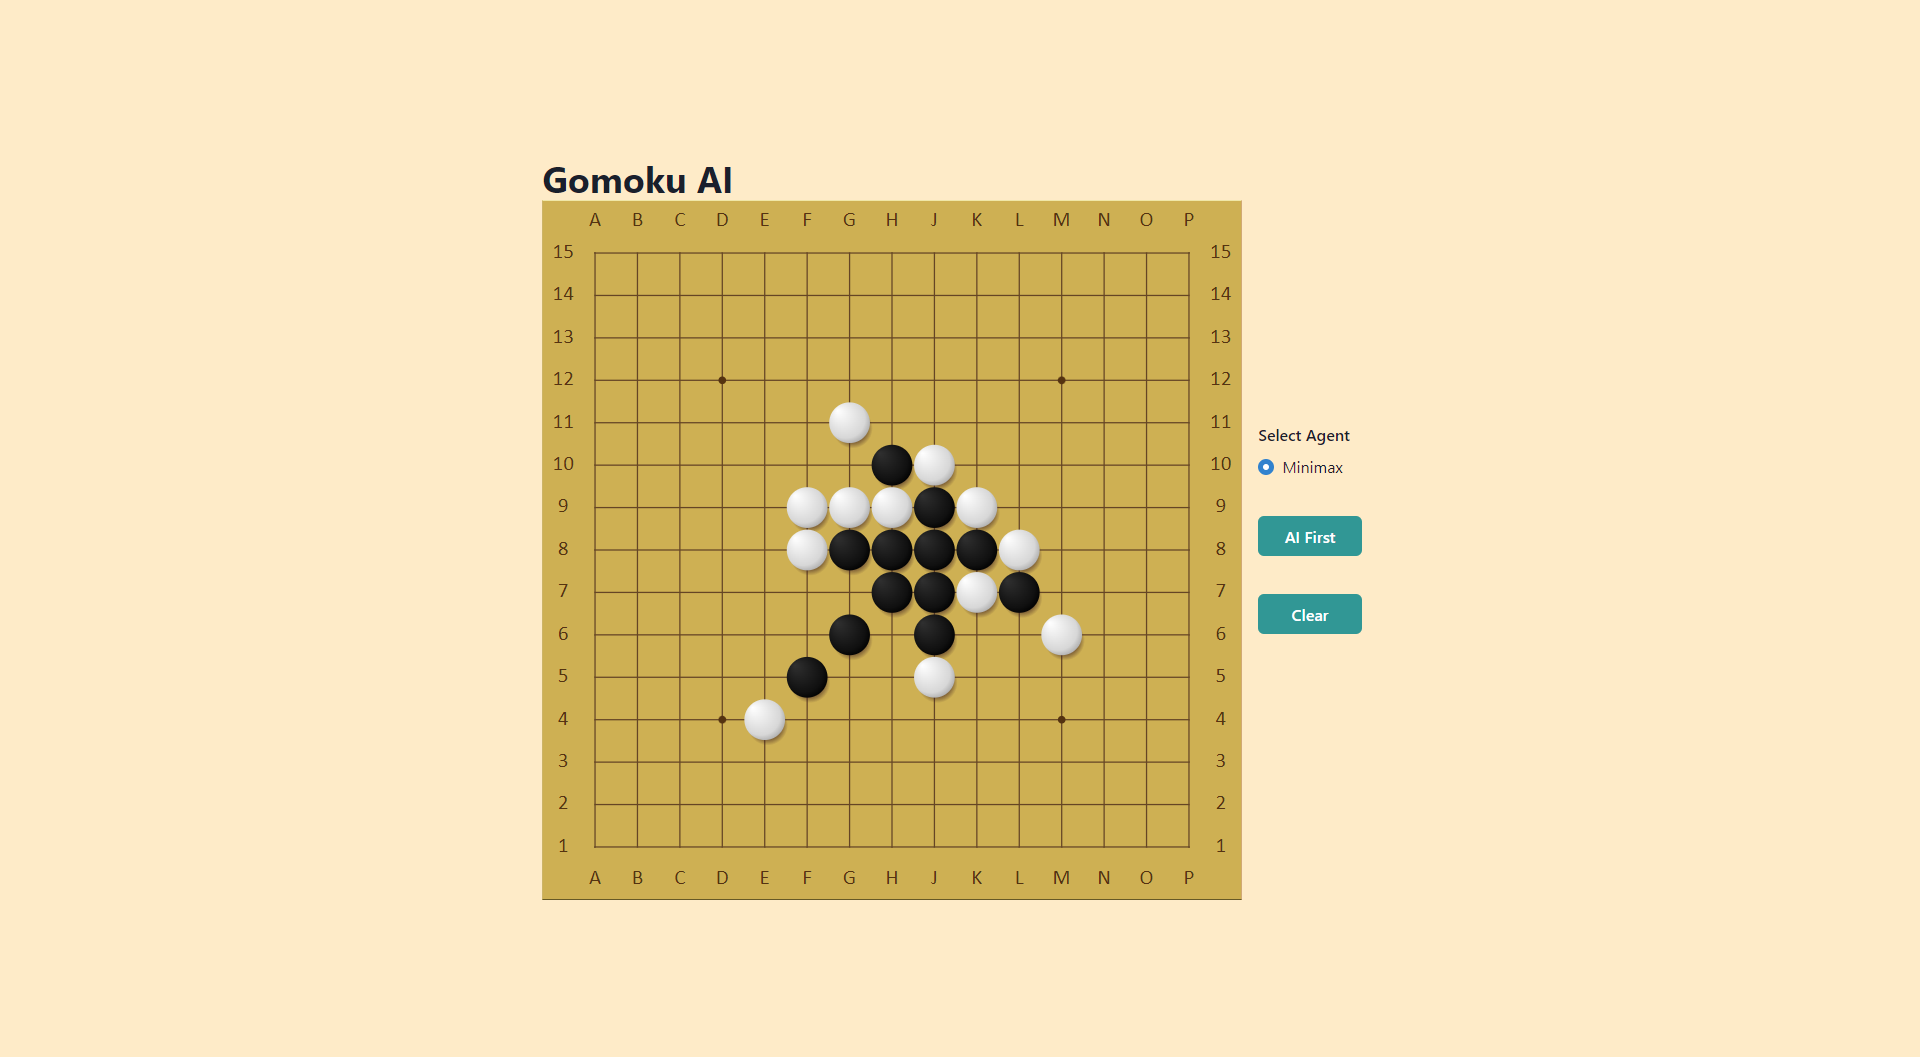 Gomoku AI
A B C D E F G H J K L M N O P
15 15
14 14
13 13
12 12
11 11
10 10
9 9
8 8
7 7
6 6
5 5
4 4
3 3
2 2
1 1
A B C D E F G H J K L M N O P
Select Agent
Minimax
AI First
Clear